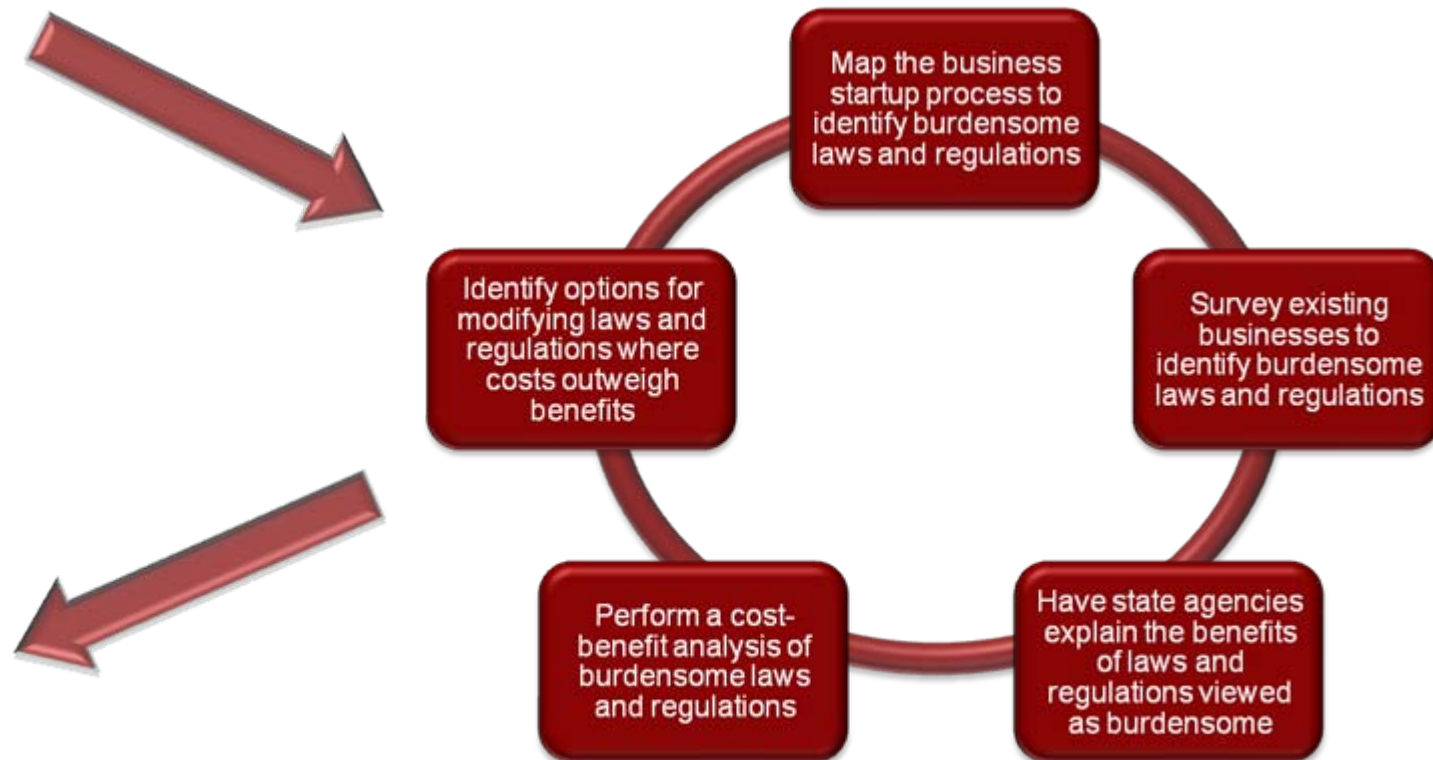 Map the business
startup process to
identify burdensome
laws and regulations
Survey existing
businesses to
identify burdensome
laws and regulations
Have state agencies
explain the benefits
of laws and
regulations viewed
as burdensome
Perform a cost-
benefit analysis of
burdensome laws
and regulations
Identify options for
modifying laws and
regulations where
costs outweigh
benefits